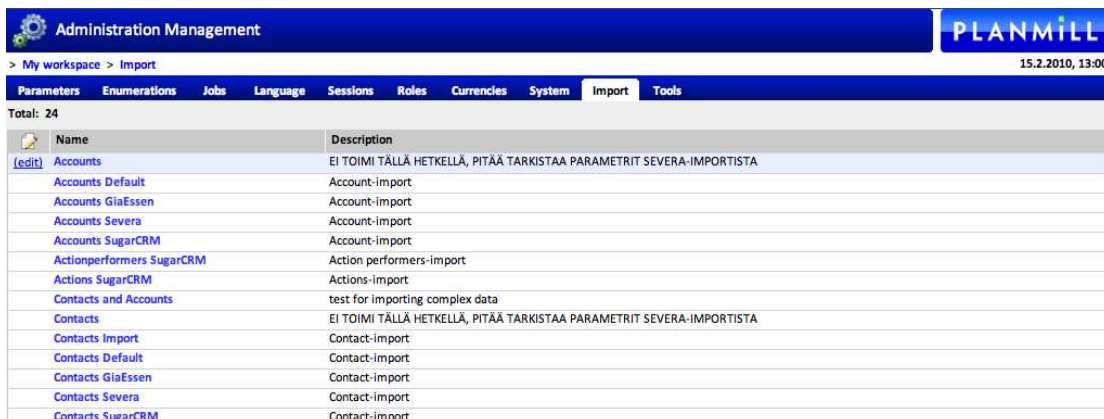 Administration Management
PLANMILL
> My workspace > Import
15.2.2010, 13:00
Parameters Enumerations Jobs Language Sessions Roles Currencies System Import Tools
Total: 24
Name Description
(edit) Accounts EI TOIMI TÄLLÄ HETKELLÄ, PITÄÄ TARKISTAA PARAMETRIT SEVERA-IMPORTISTA
Accounts Default Account-import
Accounts GiaEssen Account-import
Accounts Severa Account-import
Accounts SugarCRM Account-import
Actionperformers SugarCRM Action performers-import
Actions SugarCRM Actions-import
Contacts and Accounts test for importing complex data
Contacts EI TOIMI TÄLLÄ HETKELLÄ, PITÄÄ TARKISTAA PARAMETRIT SEVERA-IMPORTISTA
Contacts Import Contact-import
Contacts Default Contact-import
Contacts GiaEssen Contact-import
Contacts Severa Contact-import
Contacts SugarCRM Contact-import